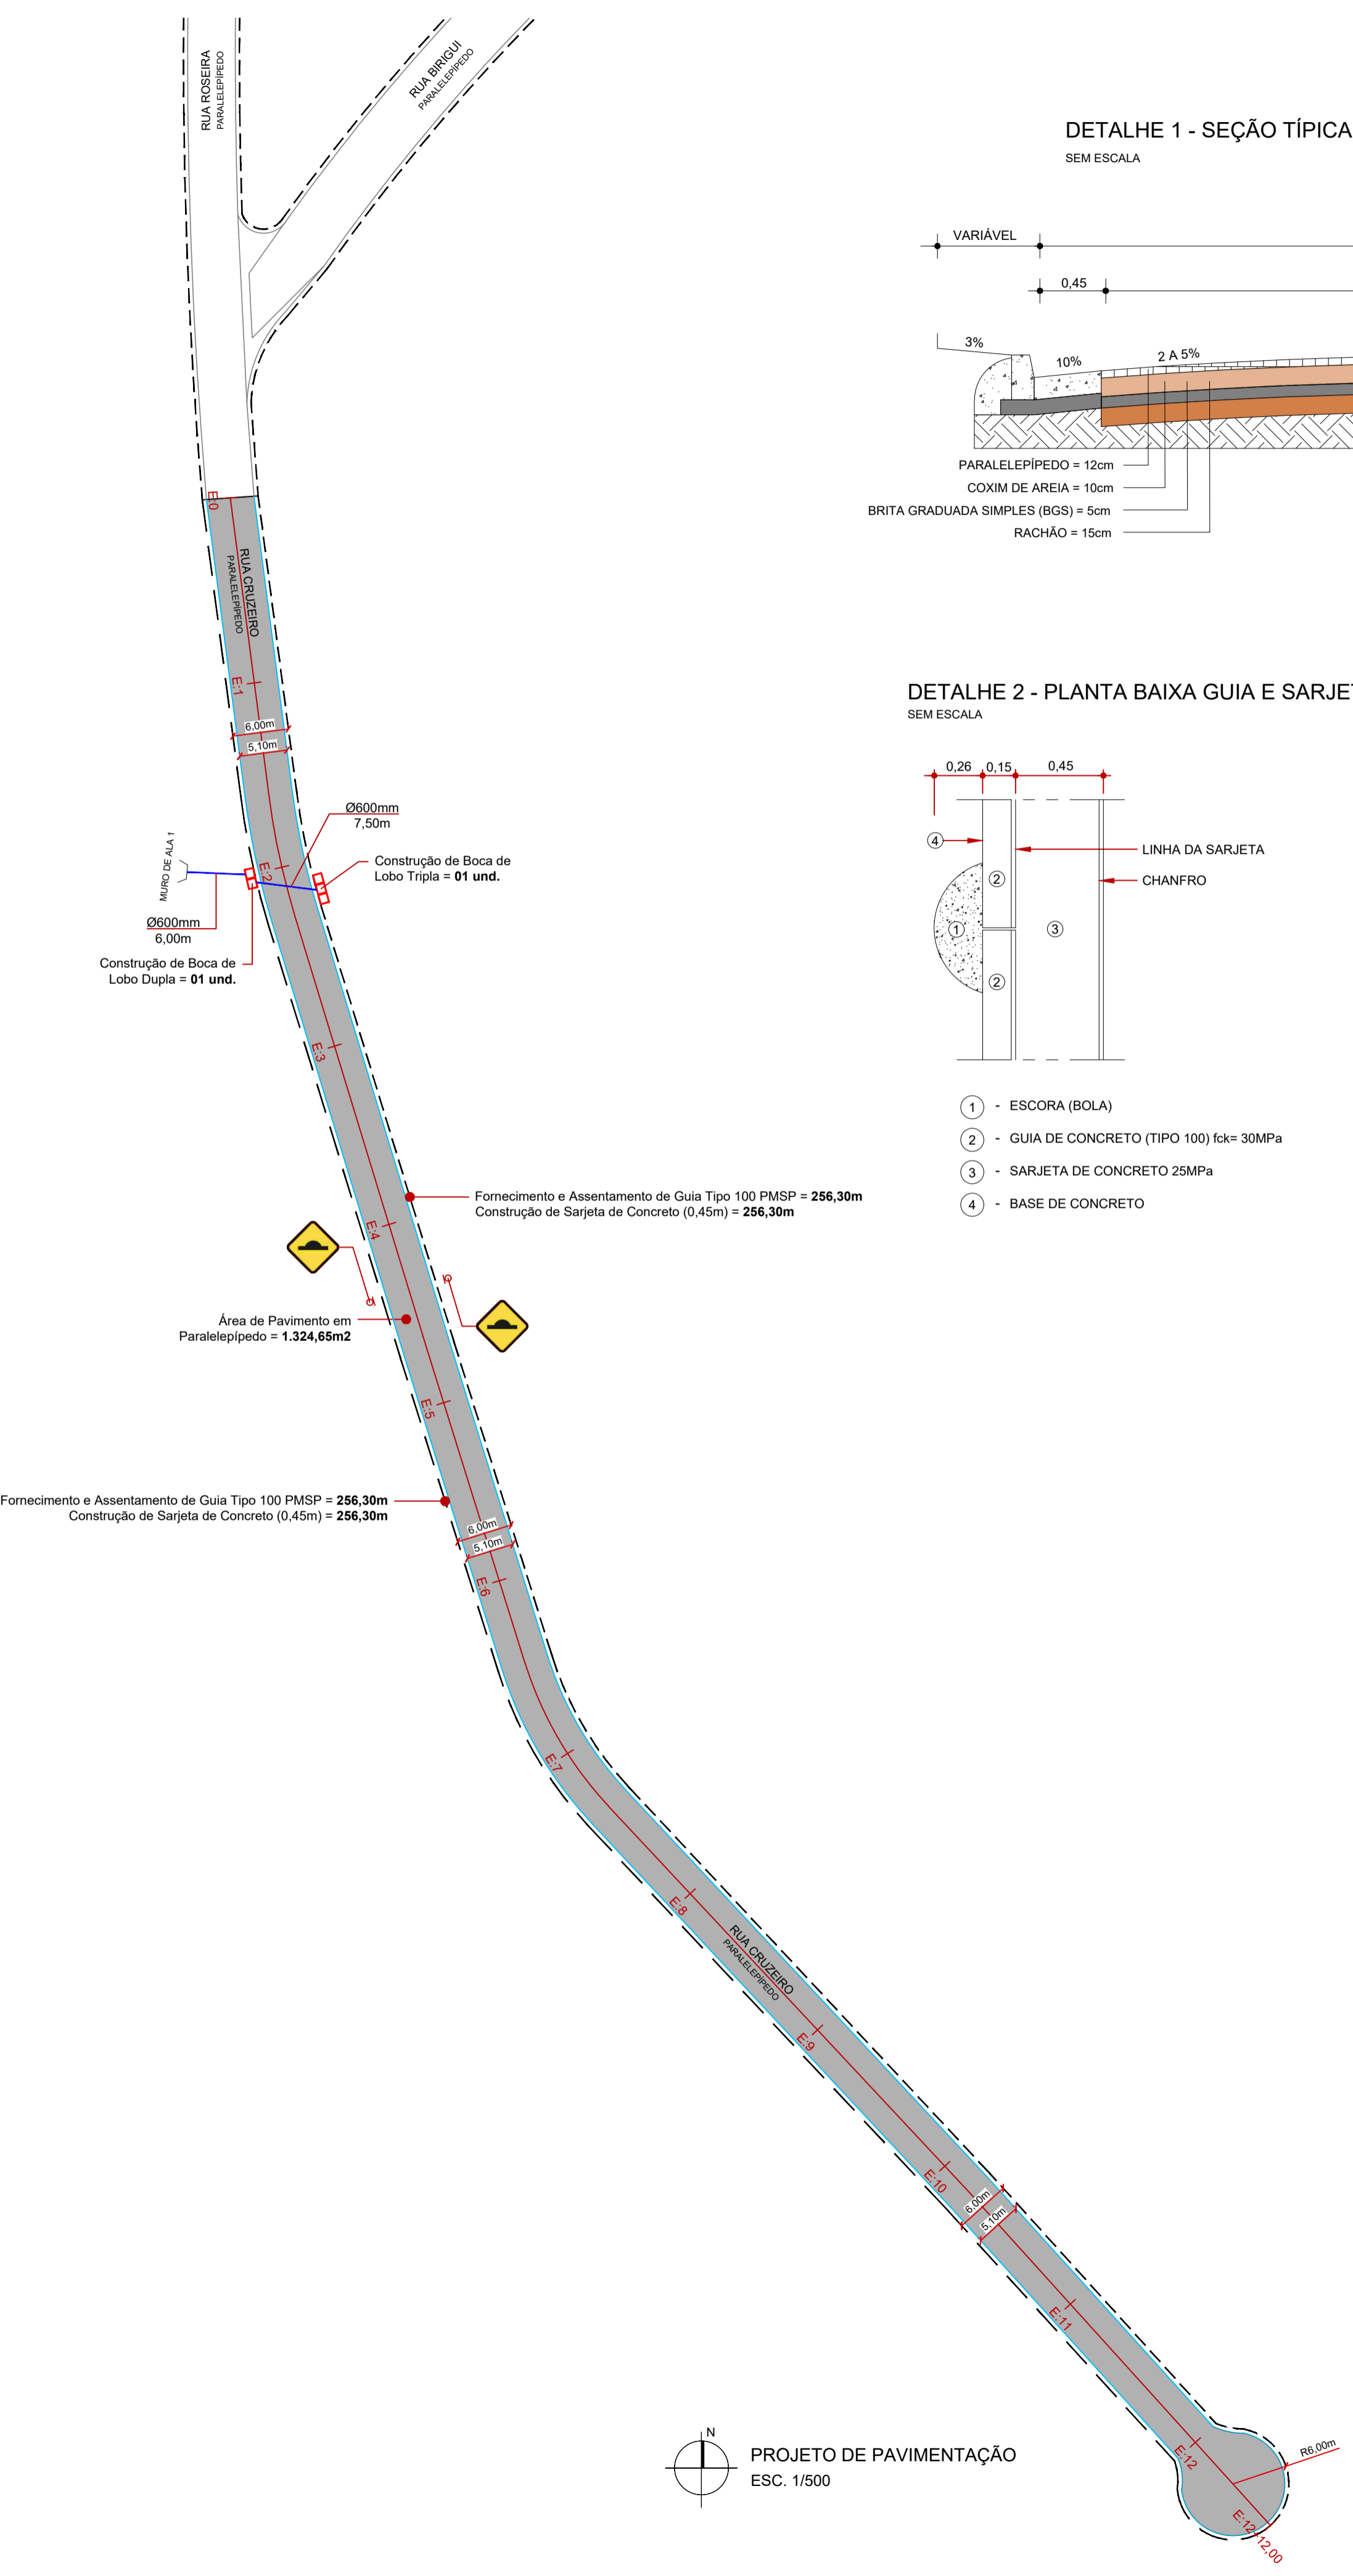 RUA ROSEIRA
PARALELEPÍPEDO
RUA BIRIGUI
PARALELEPÍPEDO
DETALHE 1 - SEÇÃO TÍPICA
SEM ESCALA
VARIÁVEL
0,45
3%
10%
2 A 5%
PARALELEPÍPEDO = 12cm
COXIM DE AREIA = 10cm
BRITA GRADUADA SIMPLES (BGS) = 5cm
RACHÃO = 15cm
E:0
RUA CRUZEIRO
PARALELEPÍPEDO
E:1
6,00m
5,10m
DETALHE 2 - PLANTA BAIXA GUIA E SARJE
SEM ESCALA
0,26
0,15
0,45
4
LINHA DA SARJETA
CHANFRO
2
1
3
2
1 - ESCORA (BOLA)
2 - GUIA DE CONCRETO (TIPO 100) fck= 30MPa
3 - SARJETA DE CONCRETO 25MPa
4 - BASE DE CONCRETO
Ø600mm
7,50m
Construção de Boca de
Lobo Tripla = 01 und.
MURO DE ALA 1
E:2
Ø600mm
6,00m
Construção de Boca de
Lobo Dupla = 01 und.
E:3
Fornecimento e Assentamento de Guia Tipo 100 PMSP = 256,30m
Construção de Sarjeta de Concreto (0,45m) = 256,30m
E:4
Área de Pavimento em
Paralelepípedo = 1.324,65m2
E:5
Fornecimento e Assentamento de Guia Tipo 100 PMSP = 256,30m
Construção de Sarjeta de Concreto (0,45m) = 256,30m
6,00m
5,10m
E:6
E:7
E:8
RUA CRUZEIRO
PARALELEPÍPEDO
E:9
E:10
6,00m
5,10m
E:11
E:12
R6,00m
E:12+12,00
N
PROJETO DE PAVIMENTAÇÃO
ESC. 1/500